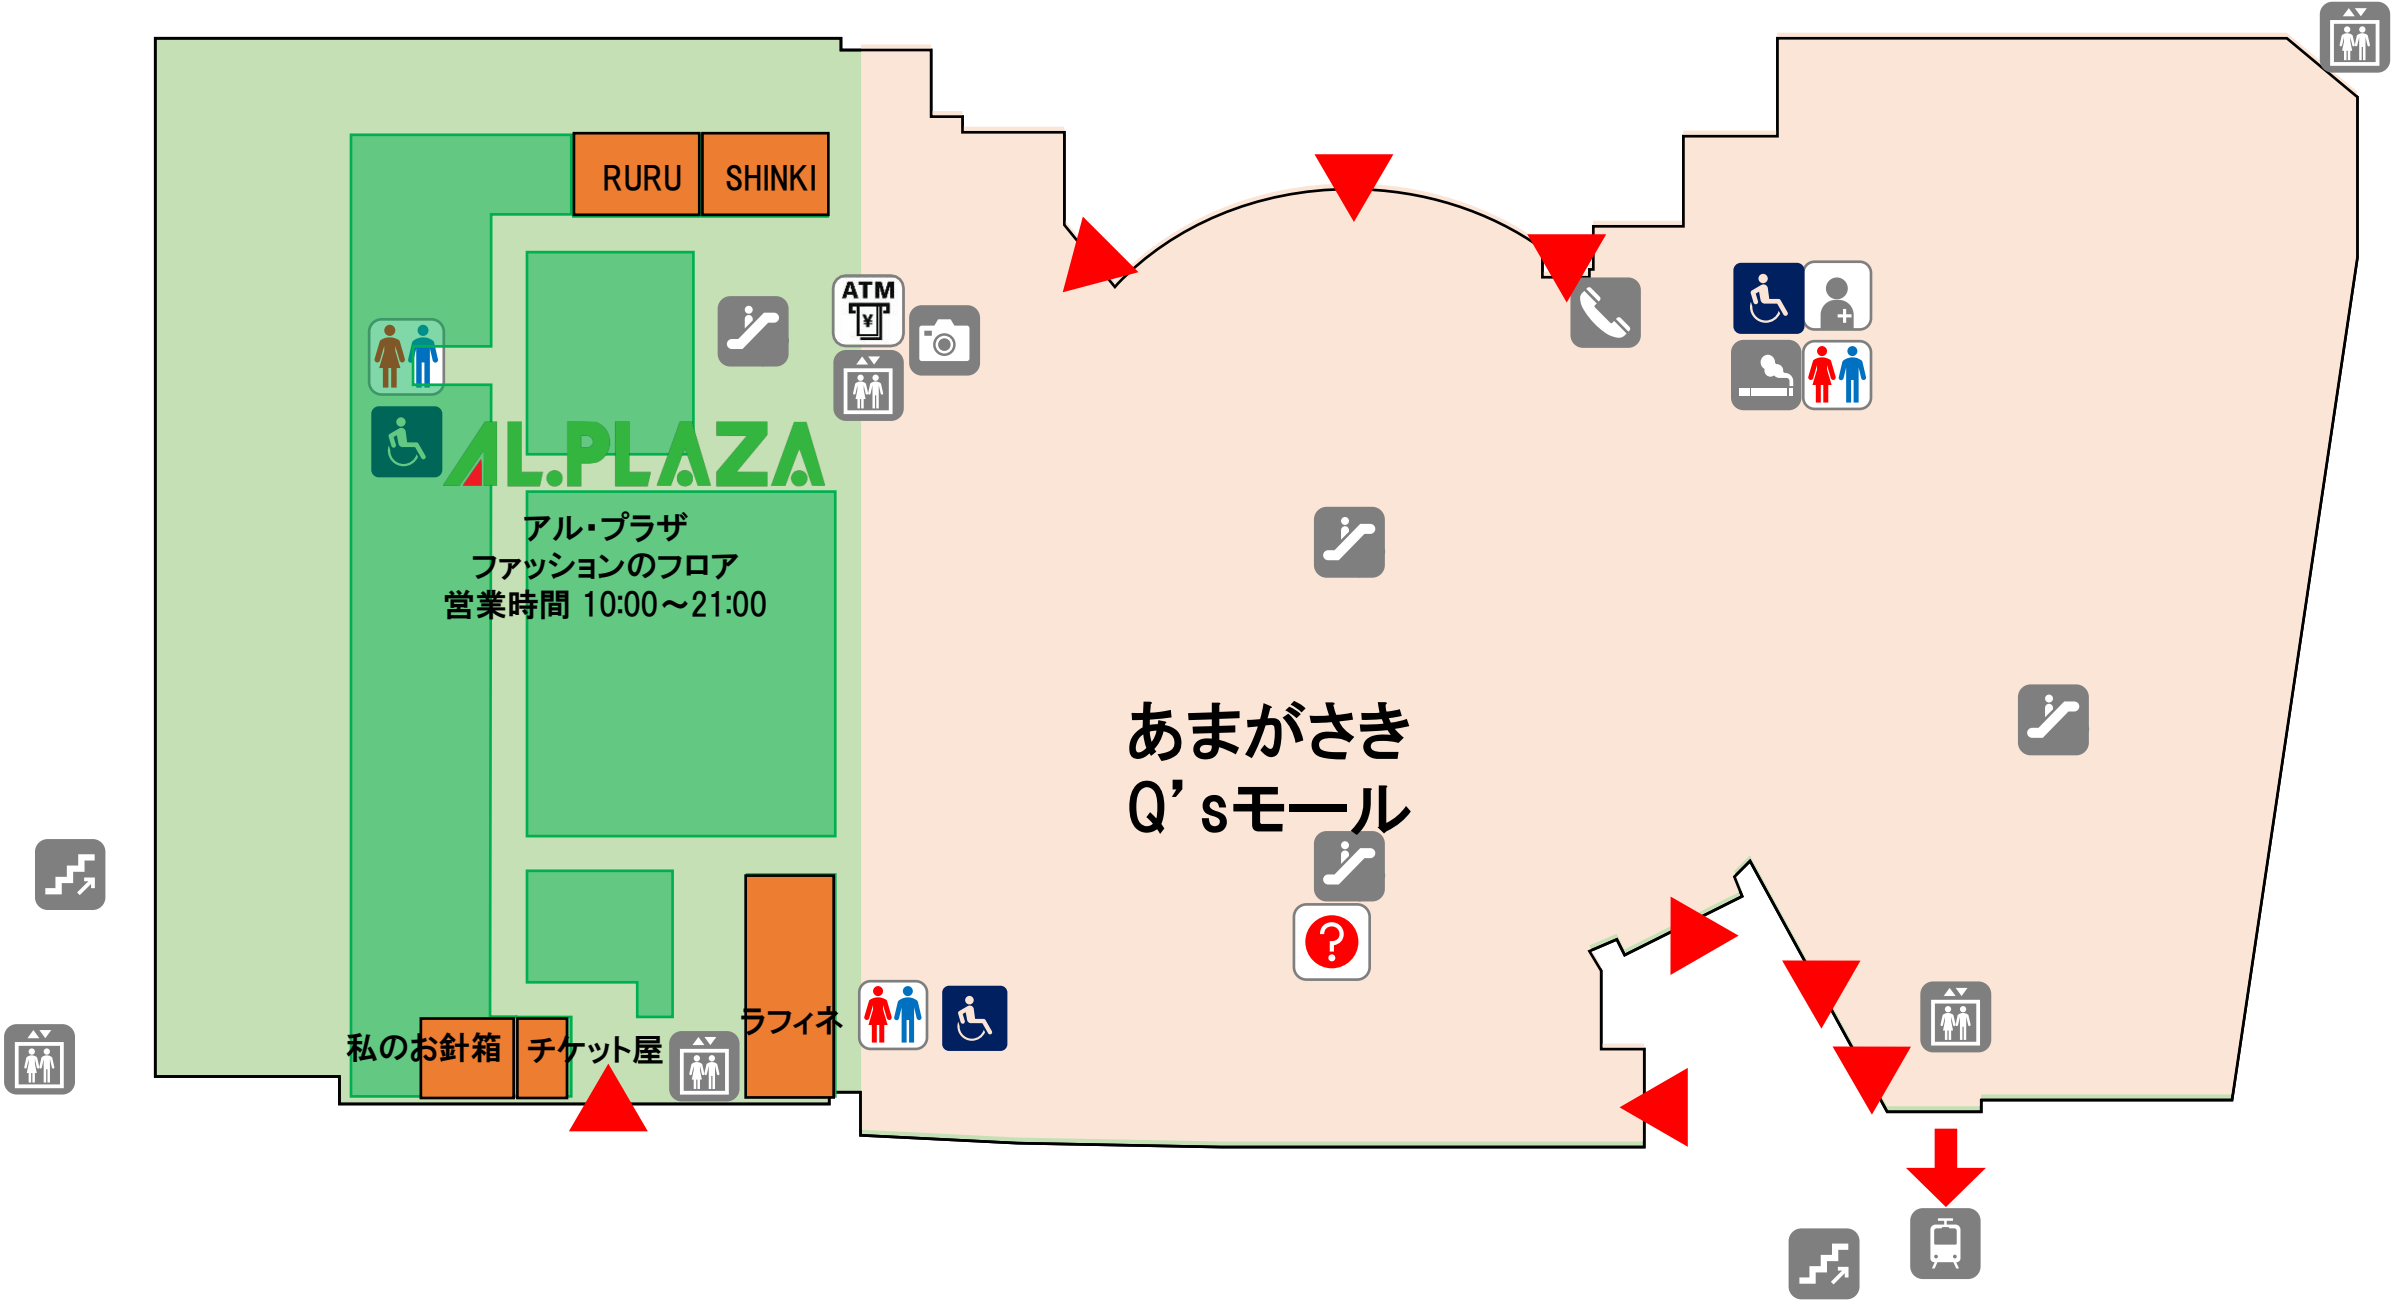 RURU
SHINKI
ATM
¥
AL.PLAZA
アル・プラザ
ファッションのフロア
営業時間 10:00～21:00
あまがさき
Q’sモール
?
ラフィネ
私のお針箱
チケット屋